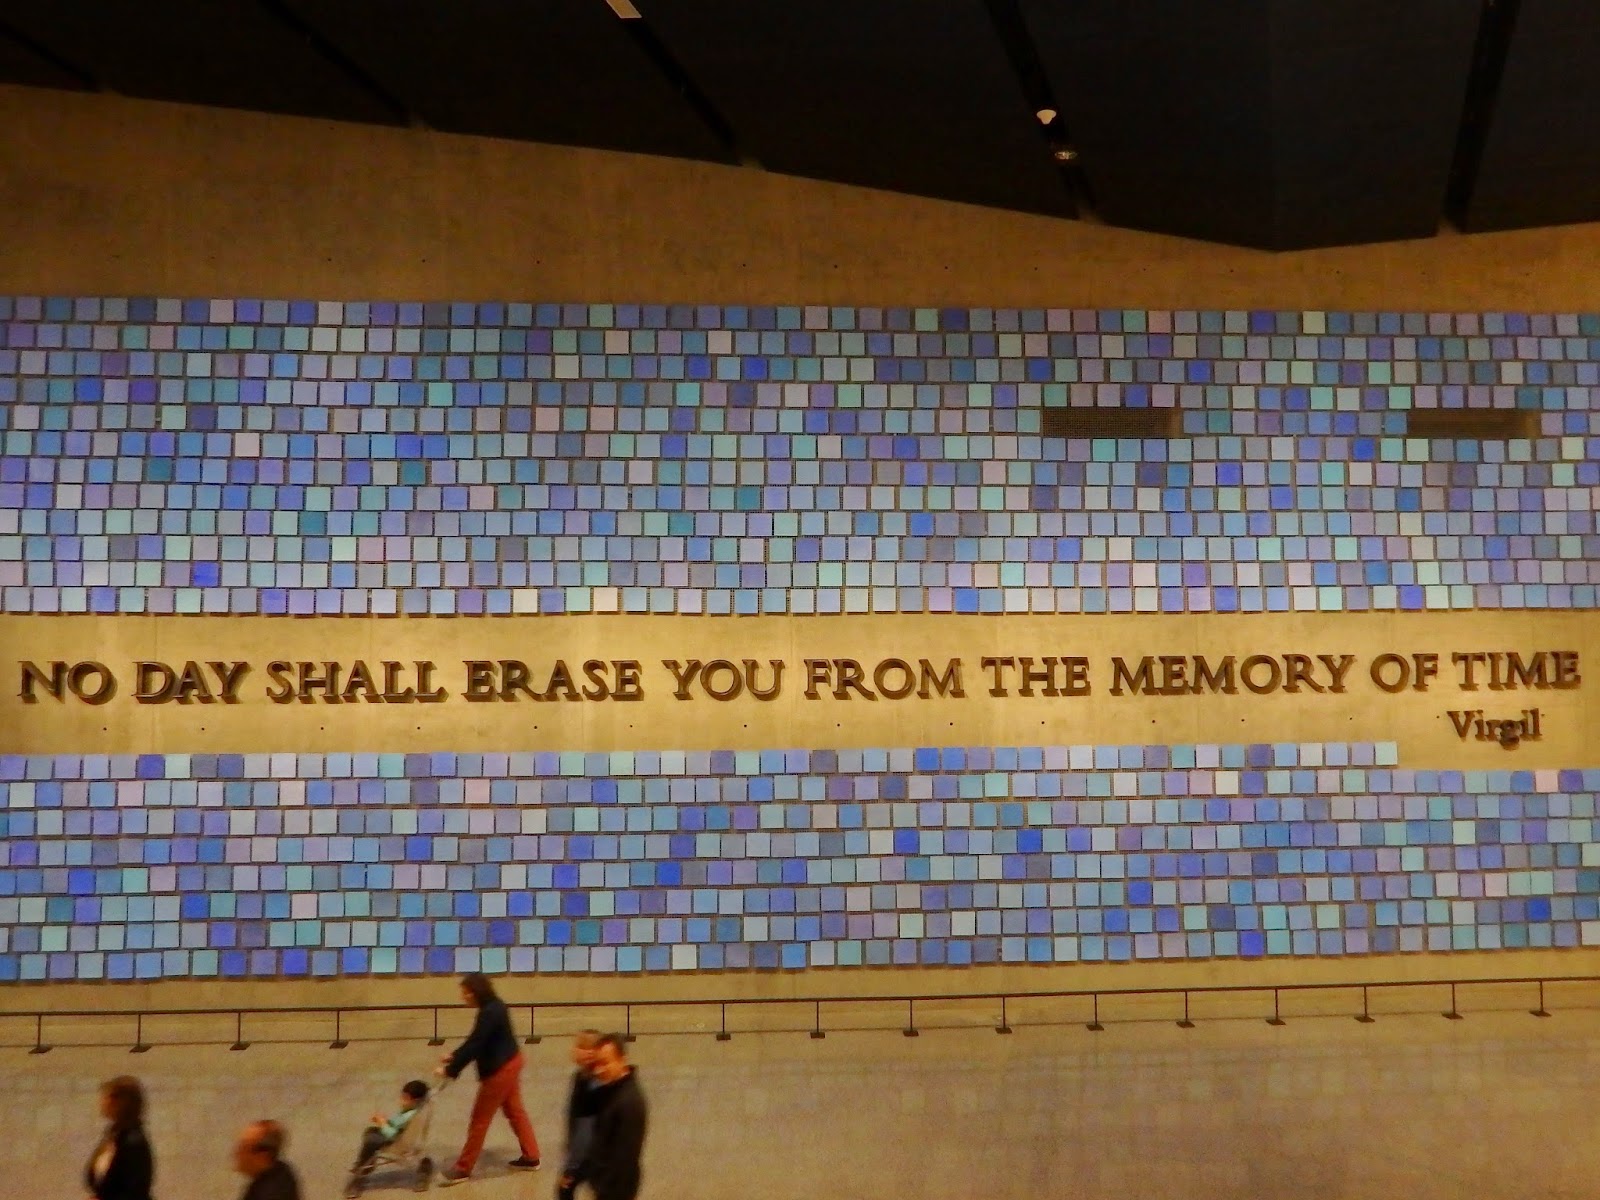 NO DAY SHALL ERASE YOU FROM THE MEMORY OF TIME
Virgil